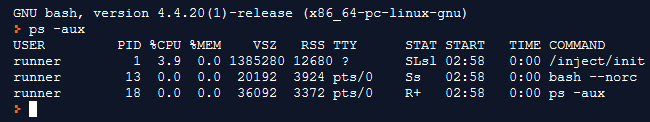 GNU bash, version 4.4.20(1)-release (x86_64-pc-linux-gnu)
> ps -aux
USER       PID %CPU %MEM    VSZ   RSS TTY      STAT START   TIME COMMAND
runner       1  3.9  0.0 1385280 12680 ?       SLsl 02:58   0:00 /inject/init
runner      13  0.0  0.0  20192  3924 pts/0    Ss   02:58   0:00 bash --norc
runner      18  0.0  0.0  36092  3372 pts/0    R+   02:58   0:00 ps -aux
>